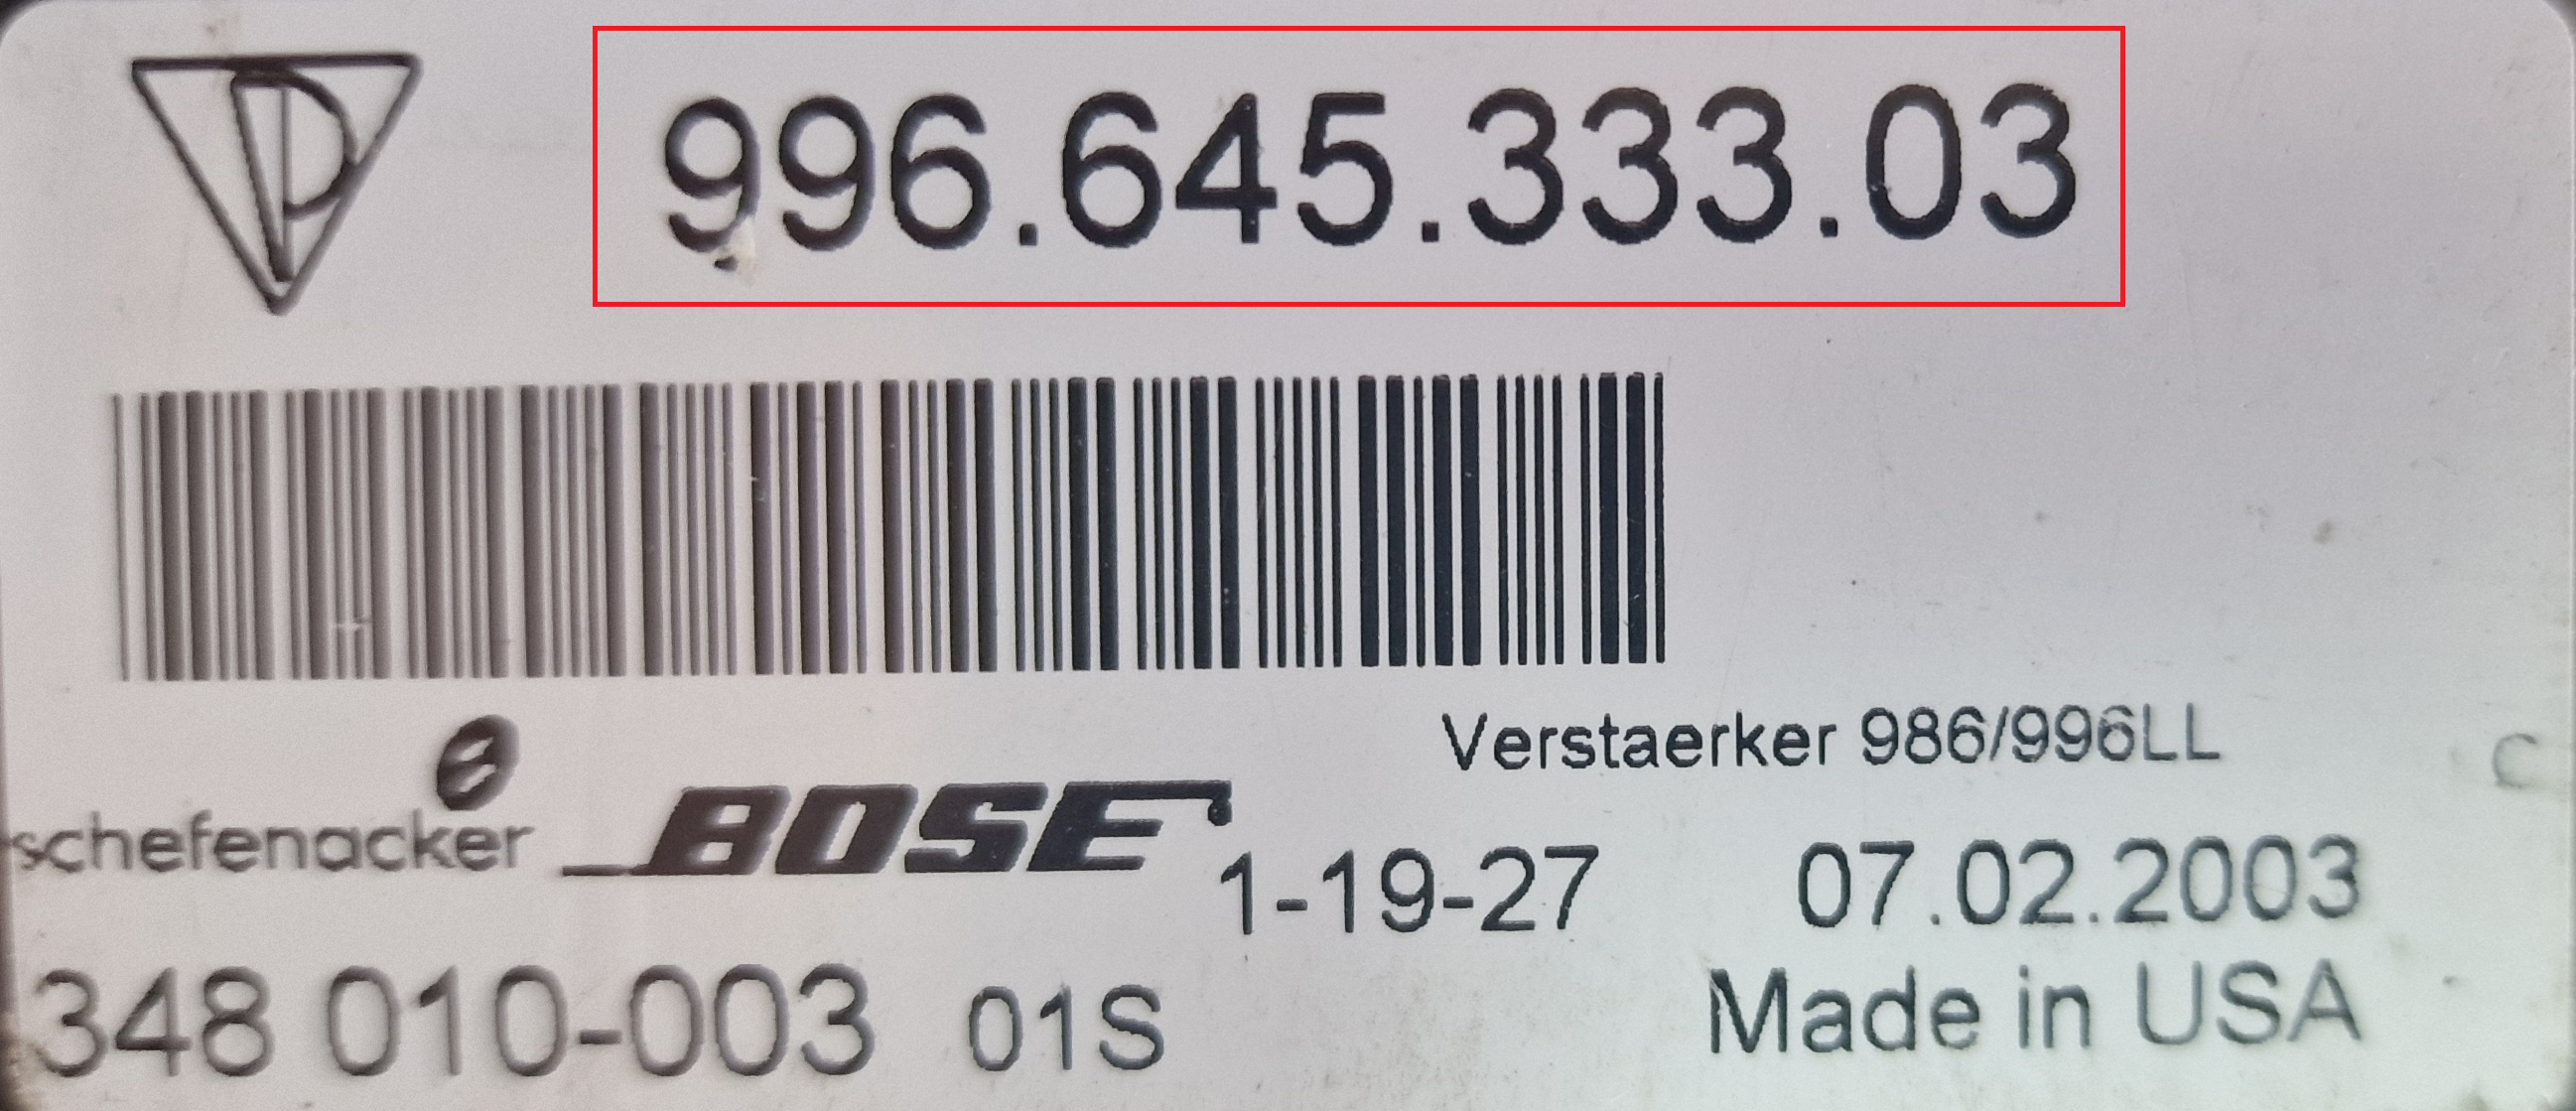 996.645.333.03
Verstaerker 986/996LL
schefenacker BOSE 1-19-27 07.02.2003
348 010-003 01S Made in USA